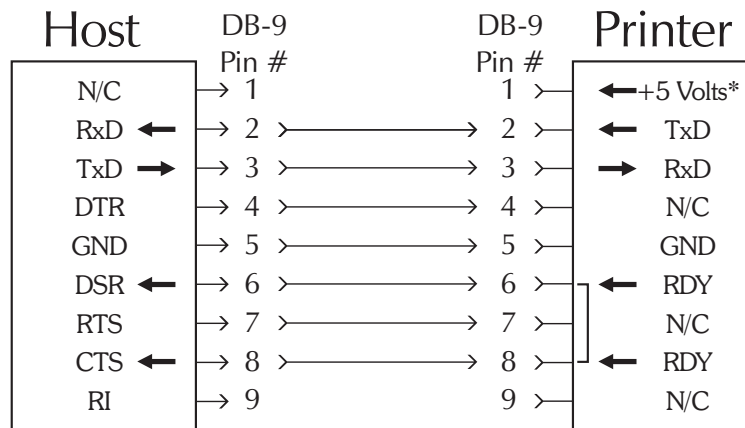 Host DB-9 DB-9 Printer
Pin # Pin #
N/C 1 1 +5 Volts*
RxD 2 2 TxD
TxD 3 3 RxD
DTR 4 4 N/C
GND 5 5 GND
DSR 6 6 RDY
RTS 7 7 N/C
CTS 8 8 RDY
RI 9 9 N/C